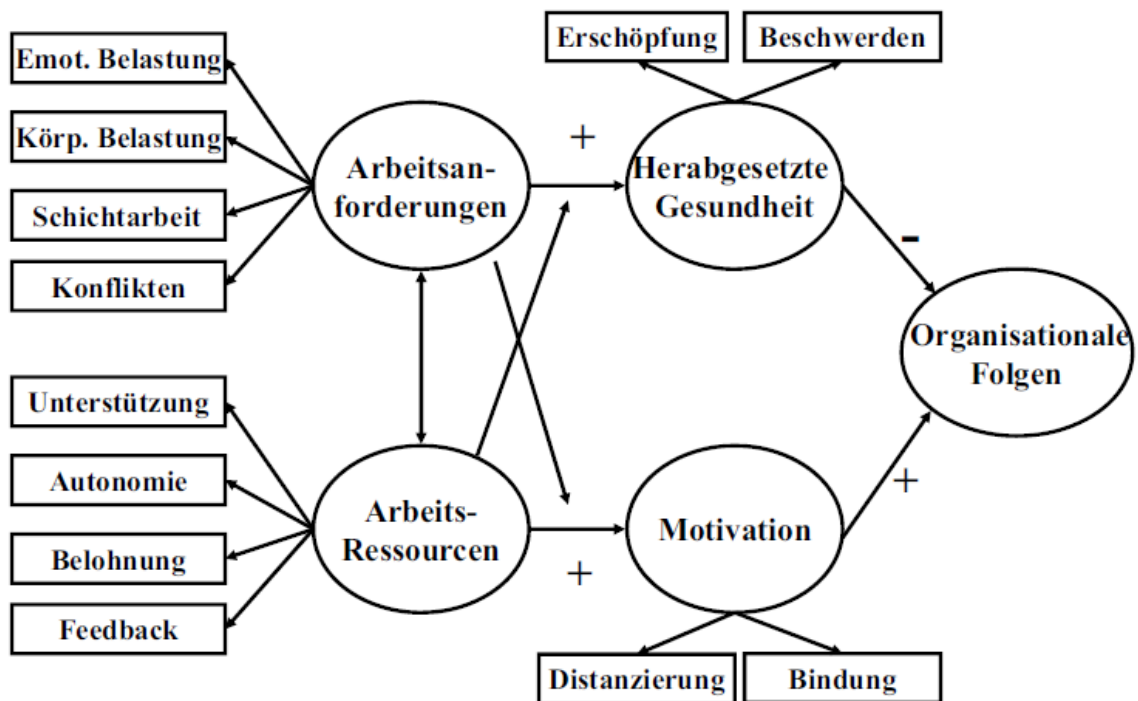 Erschöpfung
Beschwerden
Emot. Belastung
Körp. Belastung
Schichtarbeit
Konflikten
Arbeitsan-
forderungen
+
Herabgesetzte
Gesundheit
-
Organisationale
Folgen
Unterstützung
Autonomie
Belohnung
Feedback
Arbeits-
Ressourcen
+
Motivation
+
Distanzierung
Bindung